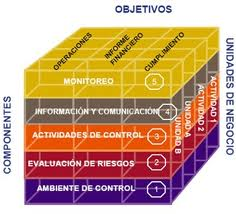 OBJETIVOS
OPERACIONES
INFORME FINANCIERO
CUMPLIMIENTO
UNIDADES DE NEGOCIO
COMPONENTES
MONITOREO 5
INFORMACIÓN Y COMUNICACIÓN 4
ACTIVIDADES DE CONTROL 3
EVALUACIÓN DE RIESGOS 2
AMBIENTE DE CONTROL 1
UNIDAD B
UNIDAD A
ACTIVIDAD 2
ACTIVIDAD 1